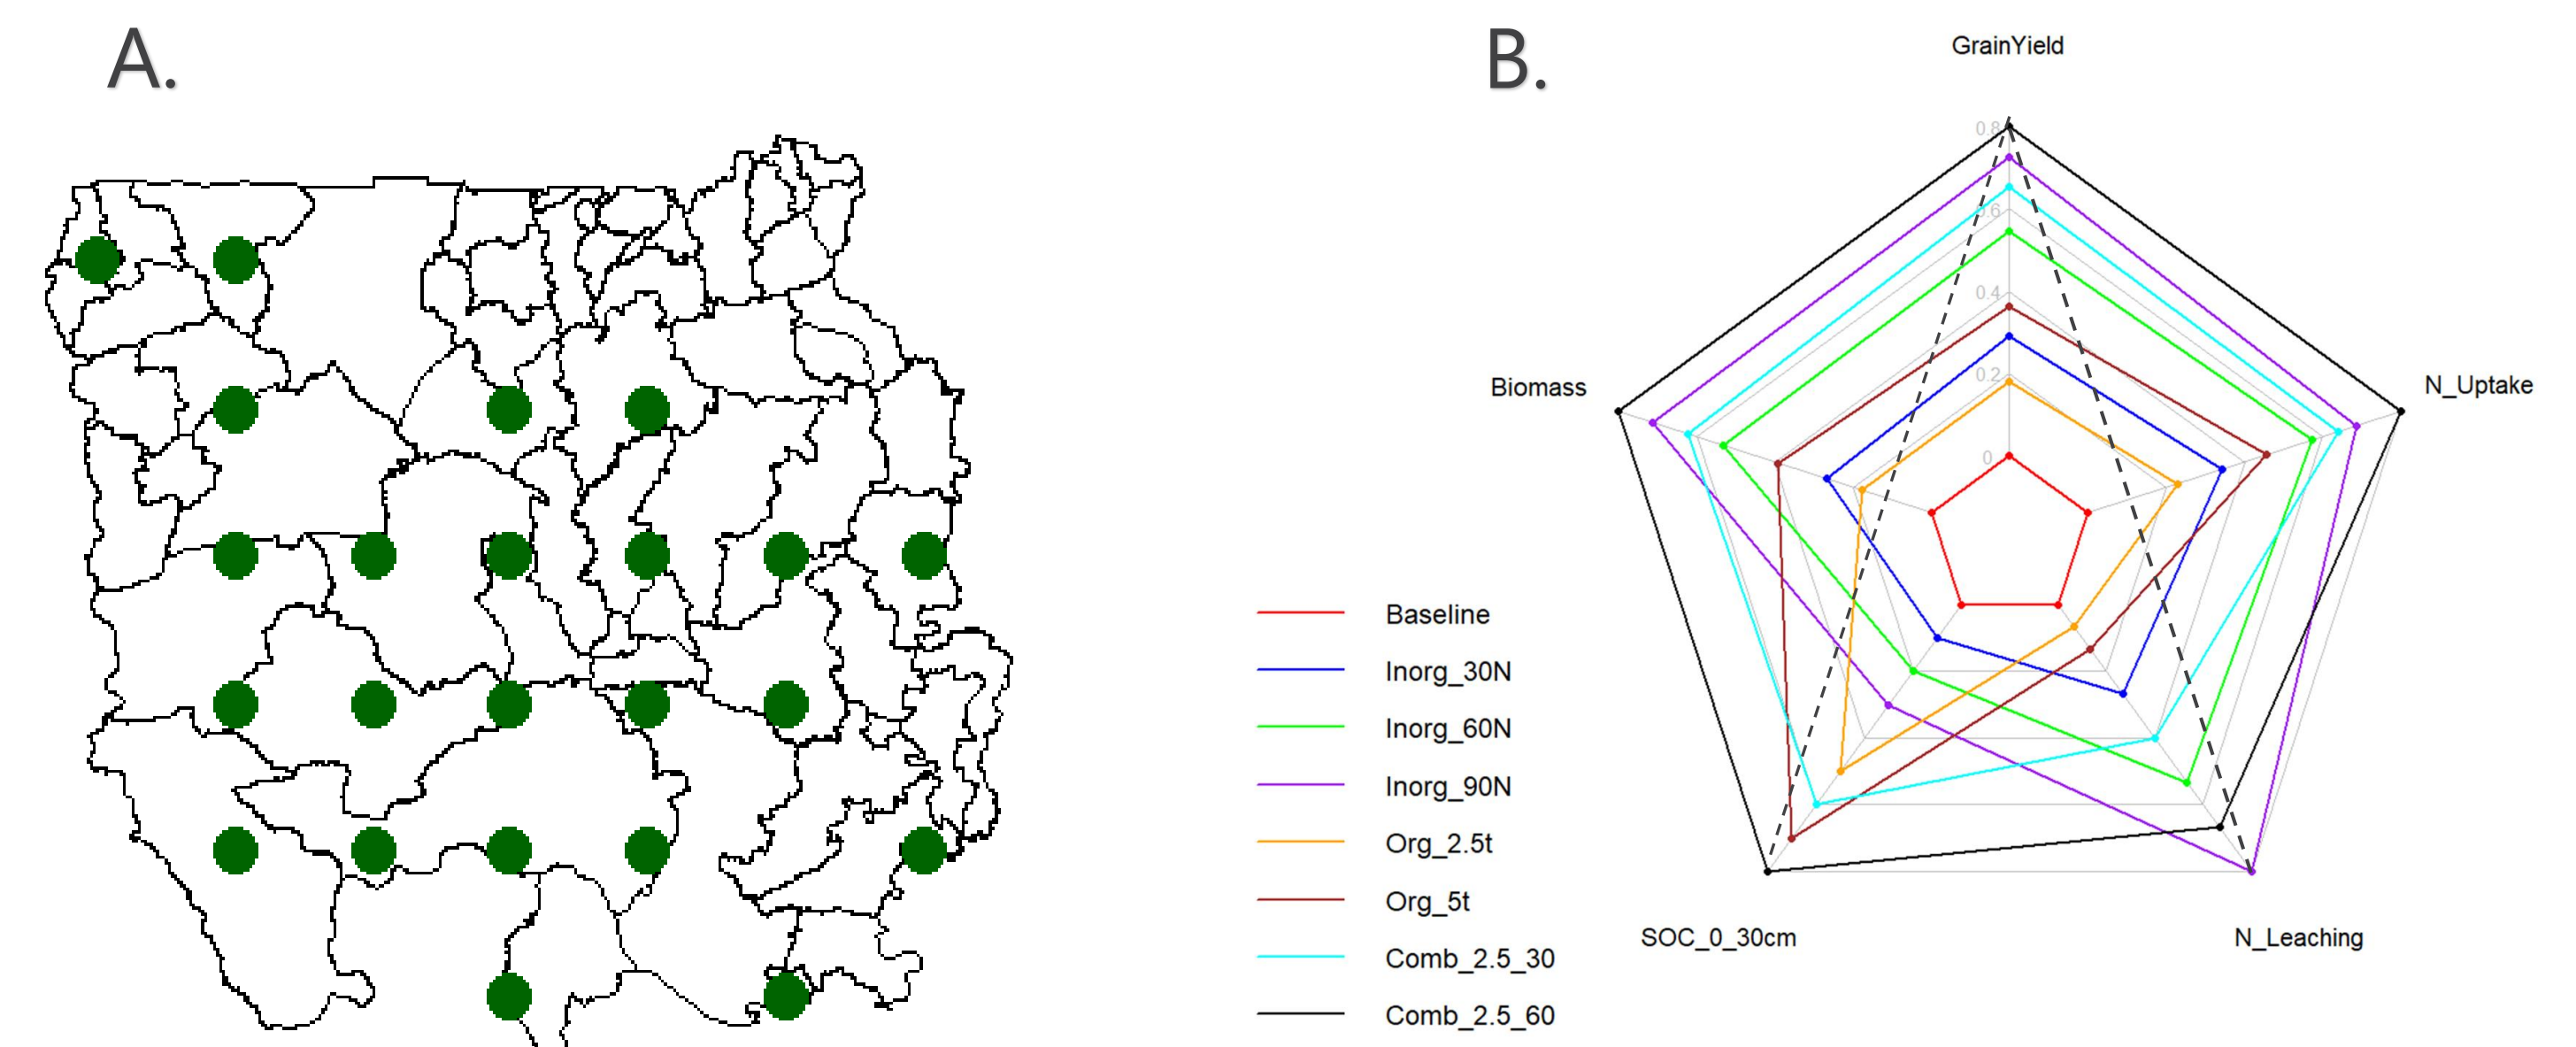 A.
B.
GrainYield
0.8
0.6
0.4
0.2
0
Biomass
N_Uptake
SOC_0_30cm
N_Leaching
Baseline
Inorg_30N
Inorg_60N
Inorg_90N
Org_2.5t
Org_5t
Comb_2.5_30
Comb_2.5_60